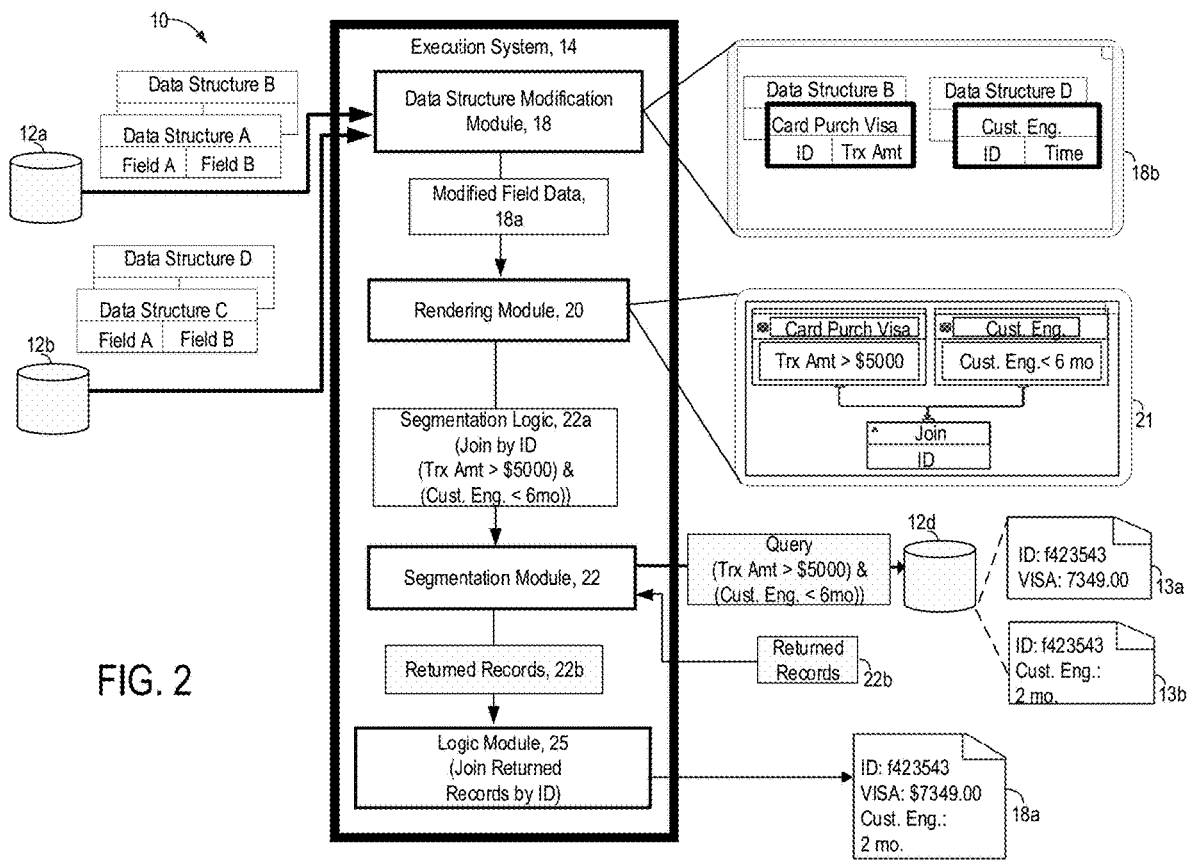 10
Execution System, 14
Data Structure B
Data Structure A
Field A
Field B
12a
Data Structure D
Data Structure C
Field A
Field B
12b
Data Structure Modification
Module, 18
Modified Field Data,
18a
Rendering Module, 20
Segmentation Logic, 22a
(Join by ID
(Trx Amt > $5000) &
(Cust. Eng. < 6mo))
Segmentation Module, 22
Returned Records, 22b
Logic Module, 25
(Join Returned
Records by ID)
Data Structure B
Card Purch Visa
ID
Trx Amt
Data Structure D
Cust. Eng.
ID
Time
18b
Card Purch Visa
Trx Amt > $5000
Cust. Eng.
Cust. Eng.< 6 mo
Join
ID
21
Query
(Trx Amt > $5000) &
(Cust. Eng. < 6mo))
12d
ID: f423543
VISA: 7349.00
13a
ID: f423543
Cust. Eng.:
2 mo.
13b
Returned
Records
22b
ID: f423543
VISA: $7349.00
Cust. Eng.:
2 mo.
18a
FIG. 2